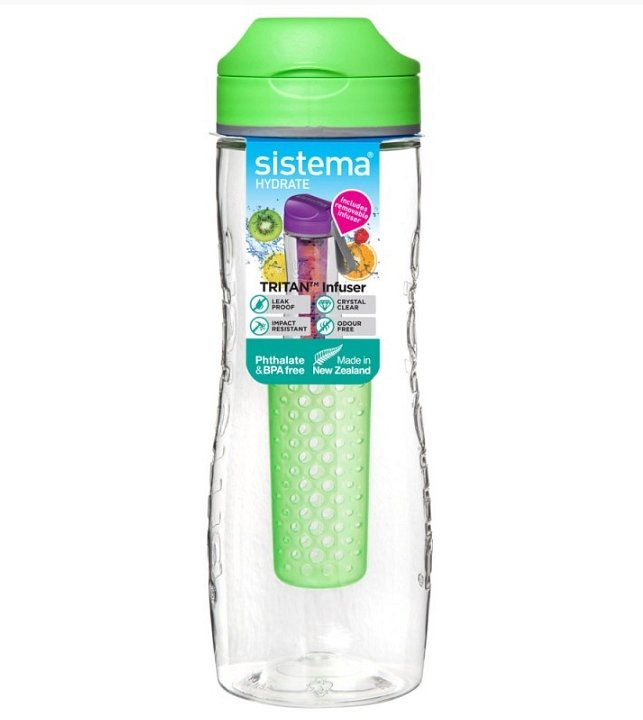 sistema®
HYDRATE
Includes
removable
infuser
TRITAN™ Infuser
LEAK
PROOF
CRYSTAL
CLEAR
IMPACT
RESISTANT
ODOUR
FREE
Phthalate
& BPA free
Made in
New Zealand